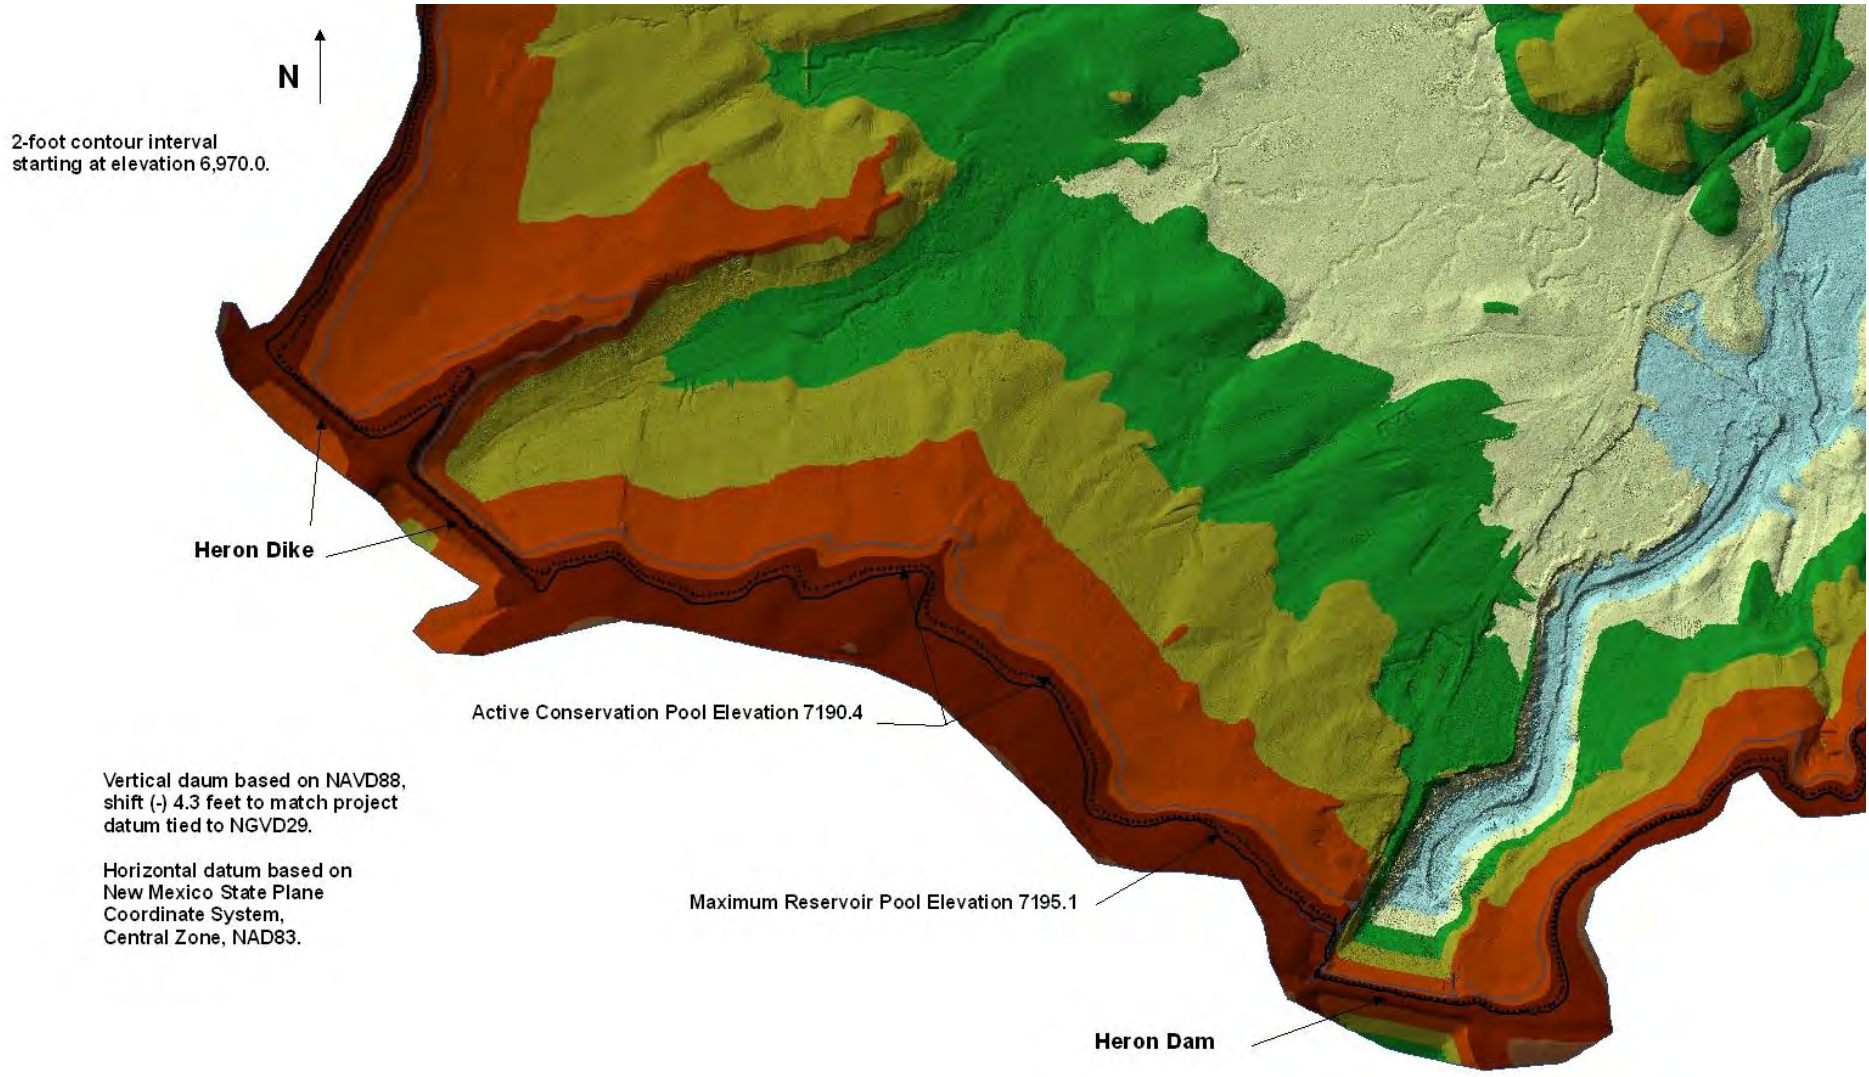 N
2-foot contour interval
starting at elevation 6,970.0.
Heron Dike
Active Conservation Pool Elevation 7190.4
Vertical daum based on NAVD88,
shift (-) 4.3 feet to match project
datum tied to NGVD29.
Horizontal datum based on
New Mexico State Plane
Coordinate System,
Central Zone, NAD83.
Maximum Reservoir Pool Elevation 7195.1
Heron Dam